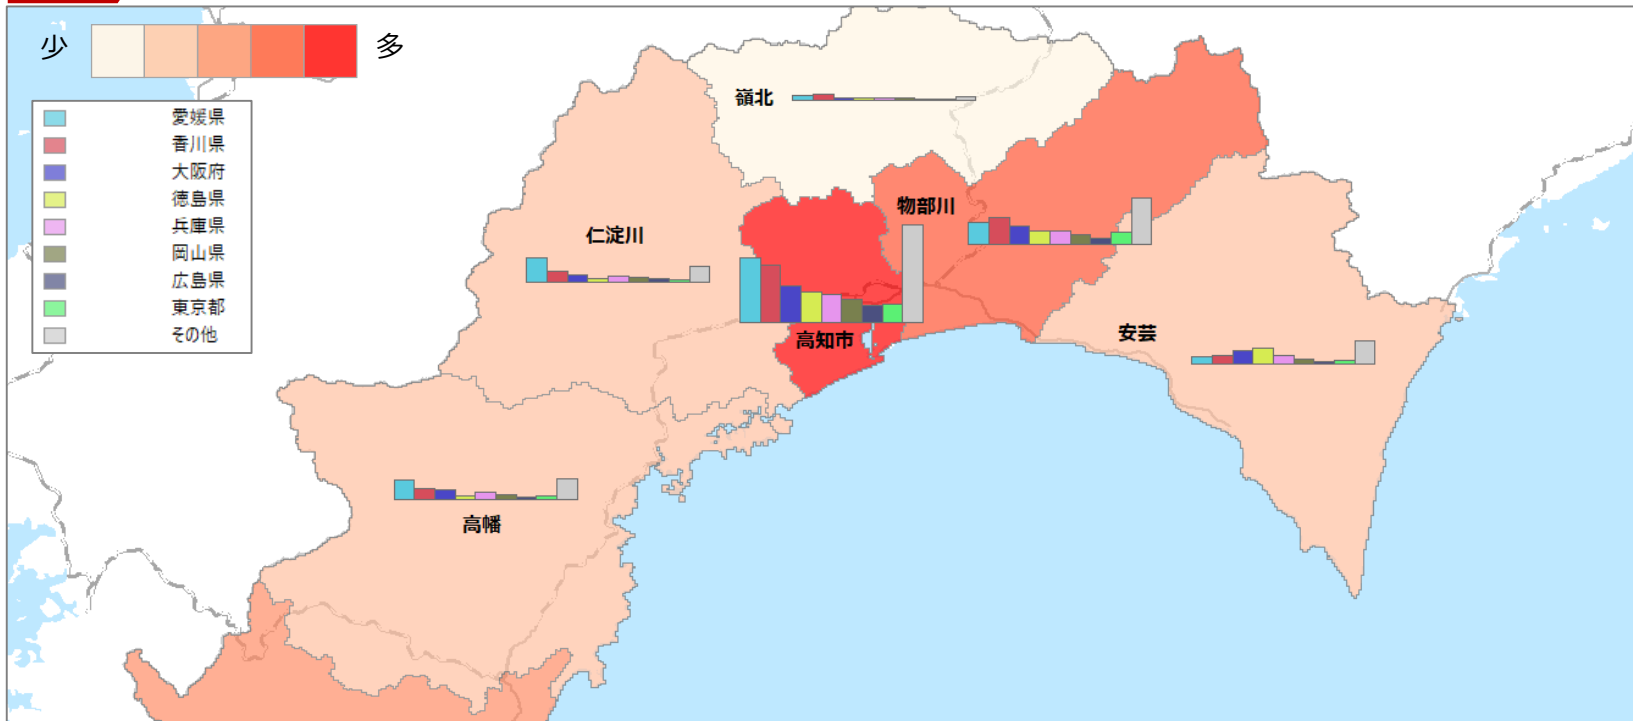 少 多
愛媛県
香川県
大阪府
徳島県
兵庫県
岡山県
広島県
東京都
その他
嶺北
物部川
仁淀川
高知市
安芸
高幡